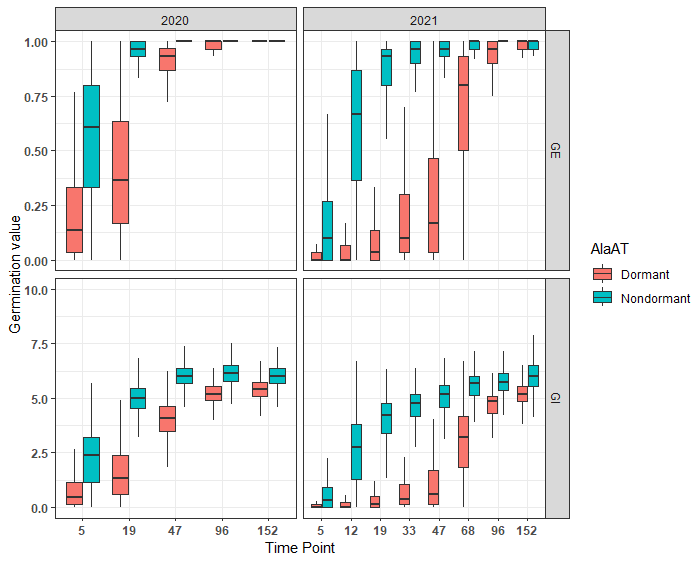 2020 2021
1.00
0.75
0.50
0.25
0.00
GE
10.0
7.5
5.0
2.5
0.0
GI
Germination value
5 19 47 96 152 5 12 19 33 47 68 96 152
Time Point
AlaAT
Dormant
Nondormant